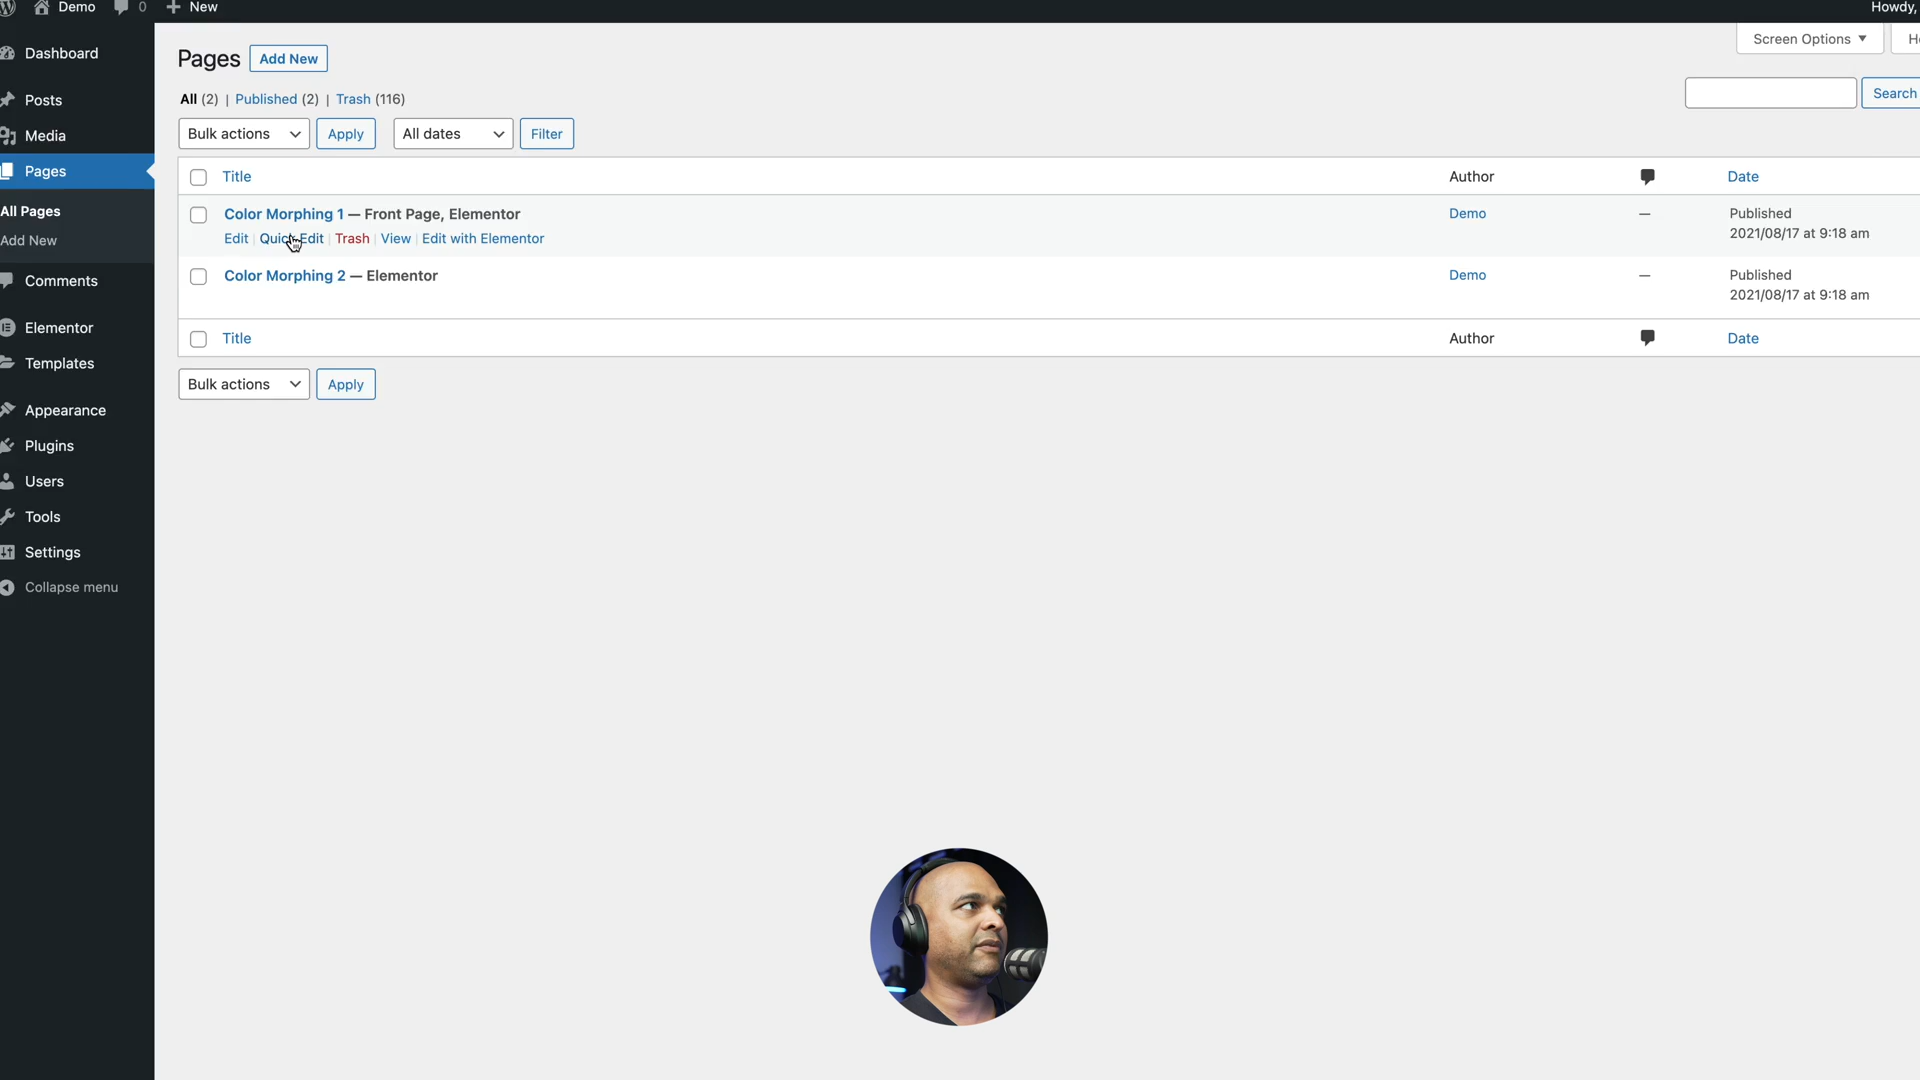 Demo 0 New Howdy,
Dashboard
Posts
Media
Pages
All Pages
Add New
Comments
Elementor
Templates
Appearance
Plugins
Users
Tools
Settings
Collapse menu
Screen Options
Pages Add New
All (2) | Published (2) | Trash (116)
Search
Bulk actions Apply All dates Filter
Title Author Date
Color Morphing 1 — Front Page, Elementor Demo — Published
Edit | Quick Edit | Trash | View | Edit with Elementor 2021/08/17 at 9:18 am
Color Morphing 2 — Elementor Demo — Published
2021/08/17 at 9:18 am
Title Author Date
Bulk actions Apply